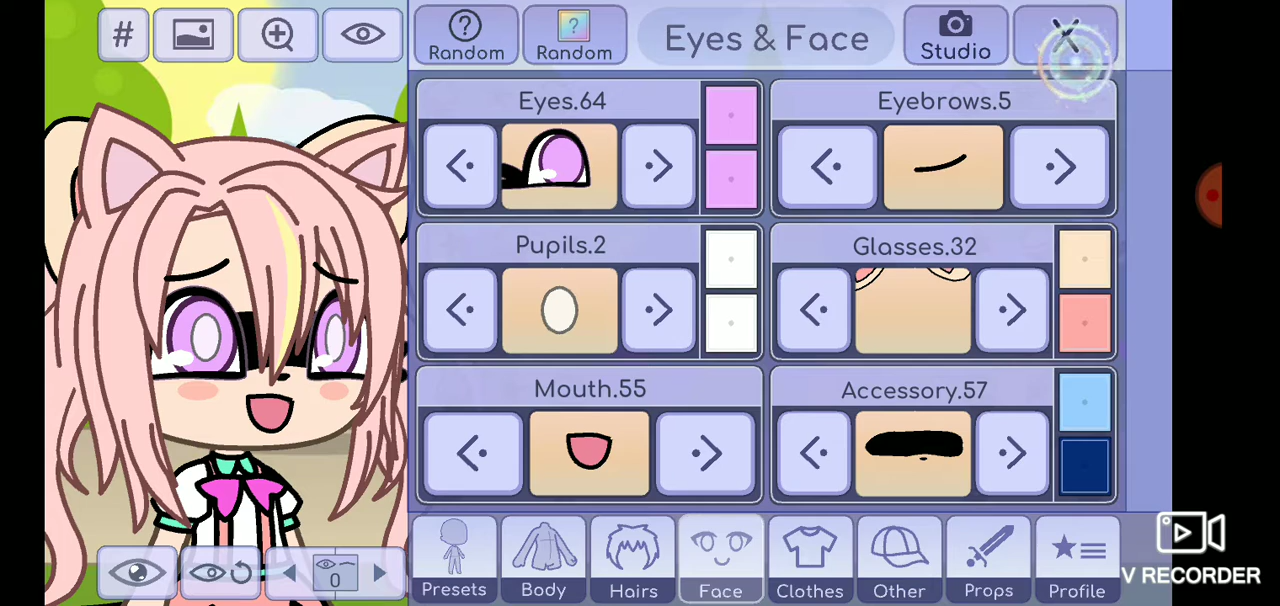 #
? Random
? Random
Eyes & Face
Studio
X
Eyes.64
Eyebrows.5
Pupils.2
Glasses.32
Mouth.55
Accessory.57
0
Presets
Body
Hairs
Face
Clothes
Other
Props
Profile
V RECORDER